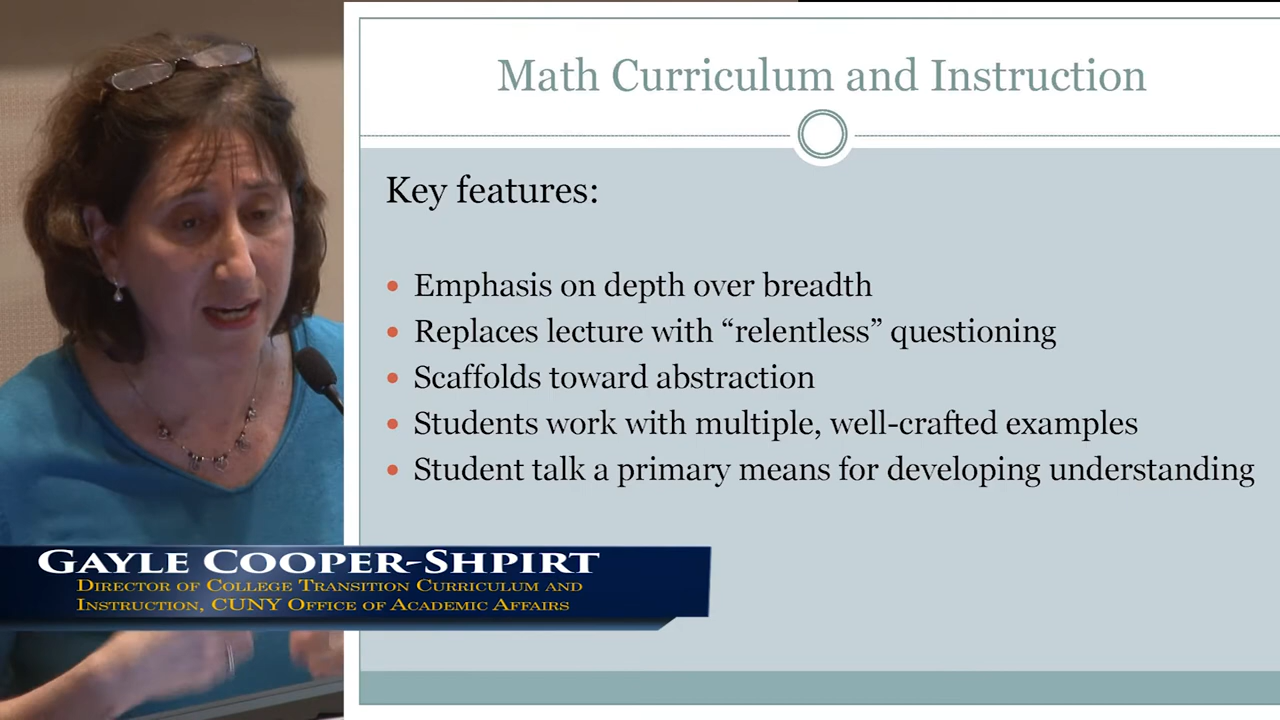 Math Curriculum and Instruction
Key features:
• Emphasis on depth over breadth
• Replaces lecture with “relentless” questioning
• Scaffolds toward abstraction
• Students work with multiple, well-crafted examples
• Student talk a primary means for developing understanding
GAYLE COOPER-SHPIRT
DIRECTOR OF COLLEGE TRANSITION CURRICULUM AND
INSTRUCTION, CUNY OFFICE OF ACADEMIC AFFAIRS